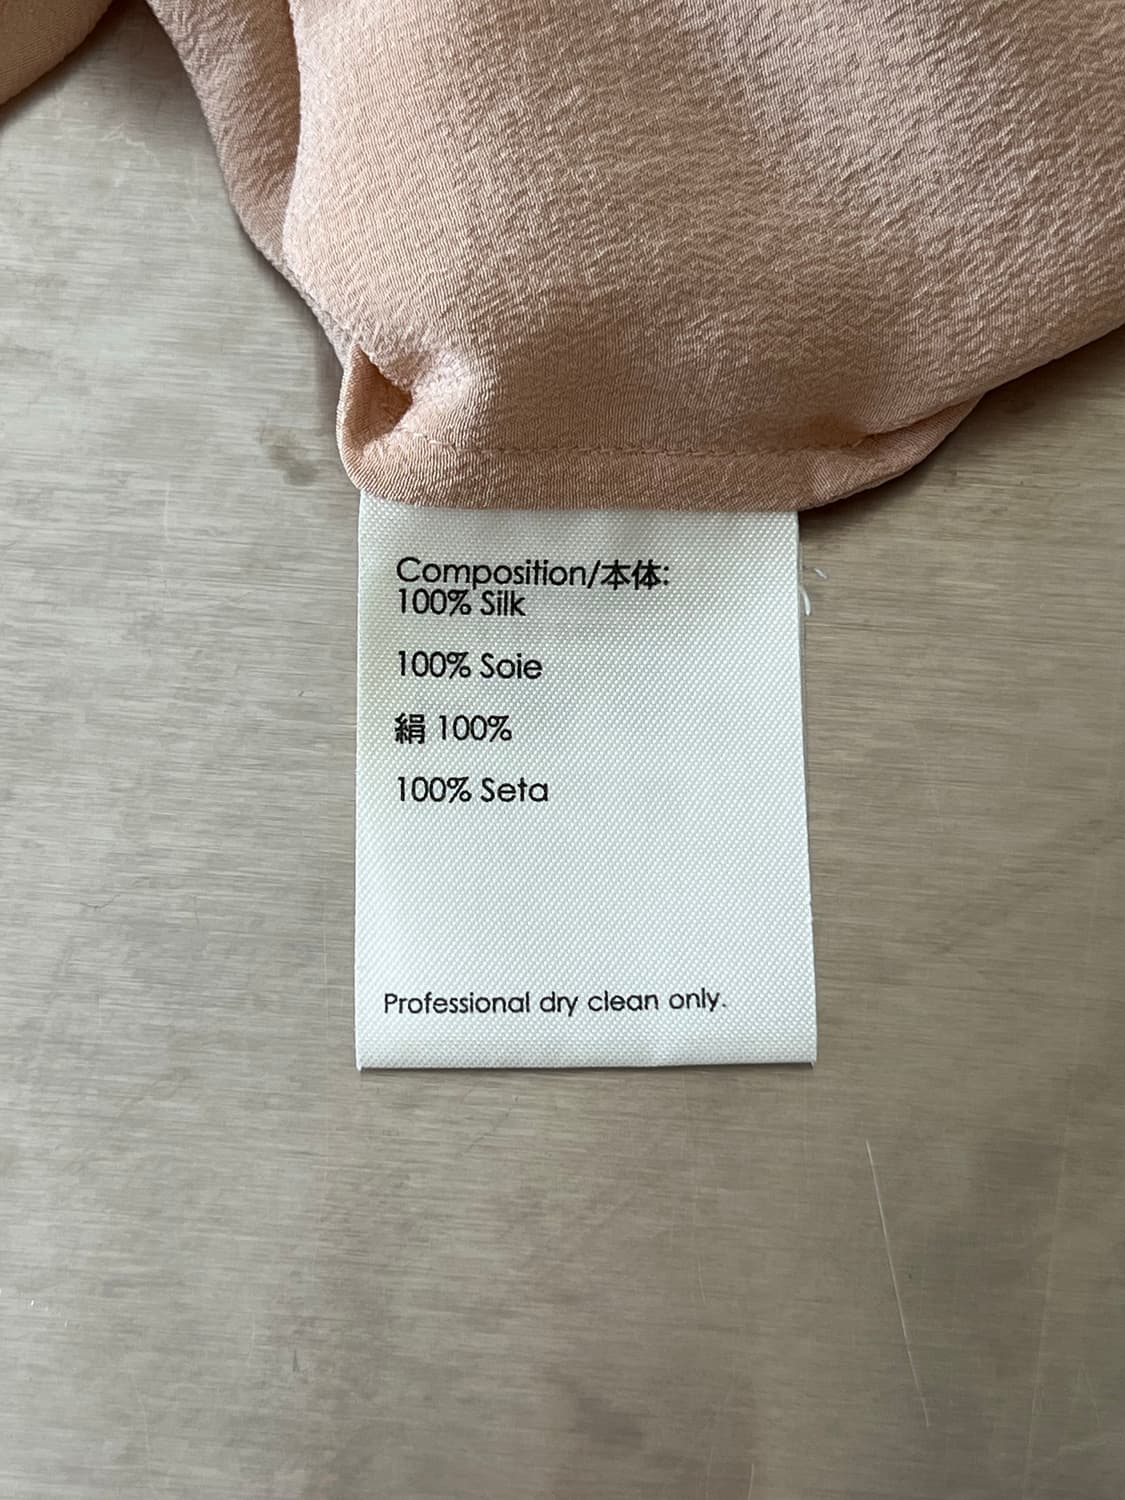 Composition/本体:
100% Silk
100% Soie
絹 100%
100% Seta
Professional dry clean only.